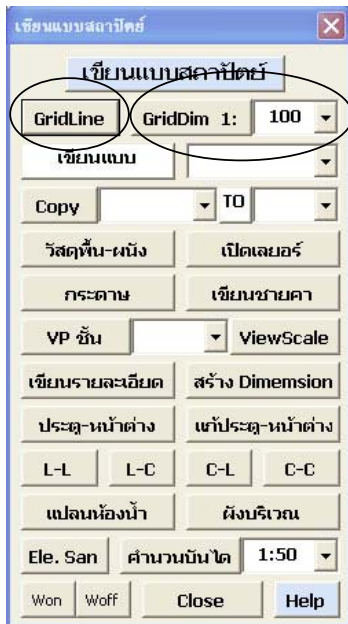 เขียนแบบสถาปัตย์
เขียนแบบสถาปัตย์
GridLine GridDim 1: 100
เขียนแบบ
Copy TO
วัสดุพื้น-ผนัง เปิดเลเยอร์
กระดาษ เขียนชายคา
VP ชั้น ViewScale
เขียนรายละเอียด สร้าง Dimemsion
ประตู-หน้าต่าง แก้ประตู-หน้าต่าง
L-L L-C C-L C-C
แปลนห้องน้ำ ผังบริเวณ
Ele. San คำนวนบันได 1:50
Won Woff Close Help